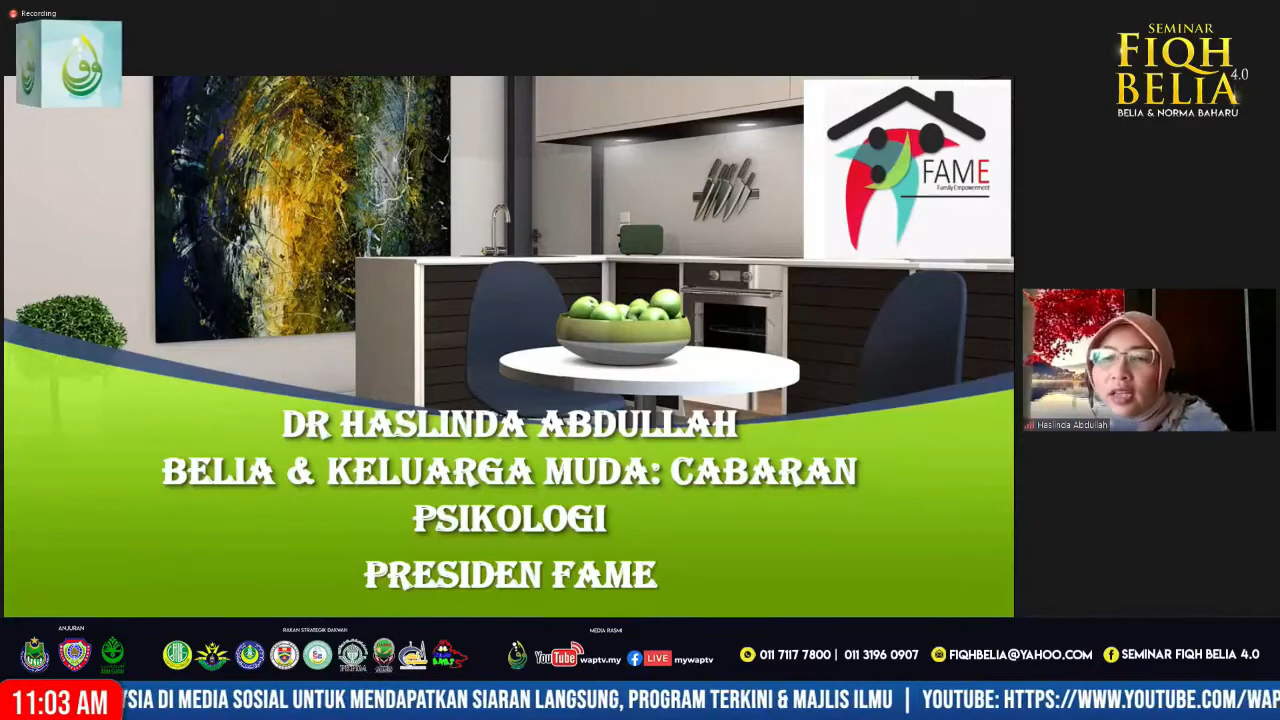 Recording
SEMINAR
FIQH
BELIA 4.0
BELIA & NORMA BAHARU
FAME
Family Empowerment
DR HASLINDA ABDULLAH
BELIA & KELUARGA MUDA: CABARAN
PSIKOLOGI
PRESIDEN FAME
Haslinda Abdullah
ANJURAN
RAKAN STRATEGIK DAKWAH
MEDIA RASMI
YouTube waptv.my
LIVE mywaptv
011 7117 7800 | 011 3196 0907
FIQHBELIA@YAHOO.COM
SEMINAR FIQH BELIA 4.0
11:03 AM
YSIA DI MEDIA SOSIAL UNTUK MENDAPATKAN SIARAN LANGSUNG, PROGRAM TERKINI & MAJLIS ILMU | YOUTUBE: HTTPS://WWW.YOUTUBE.COM/WAP